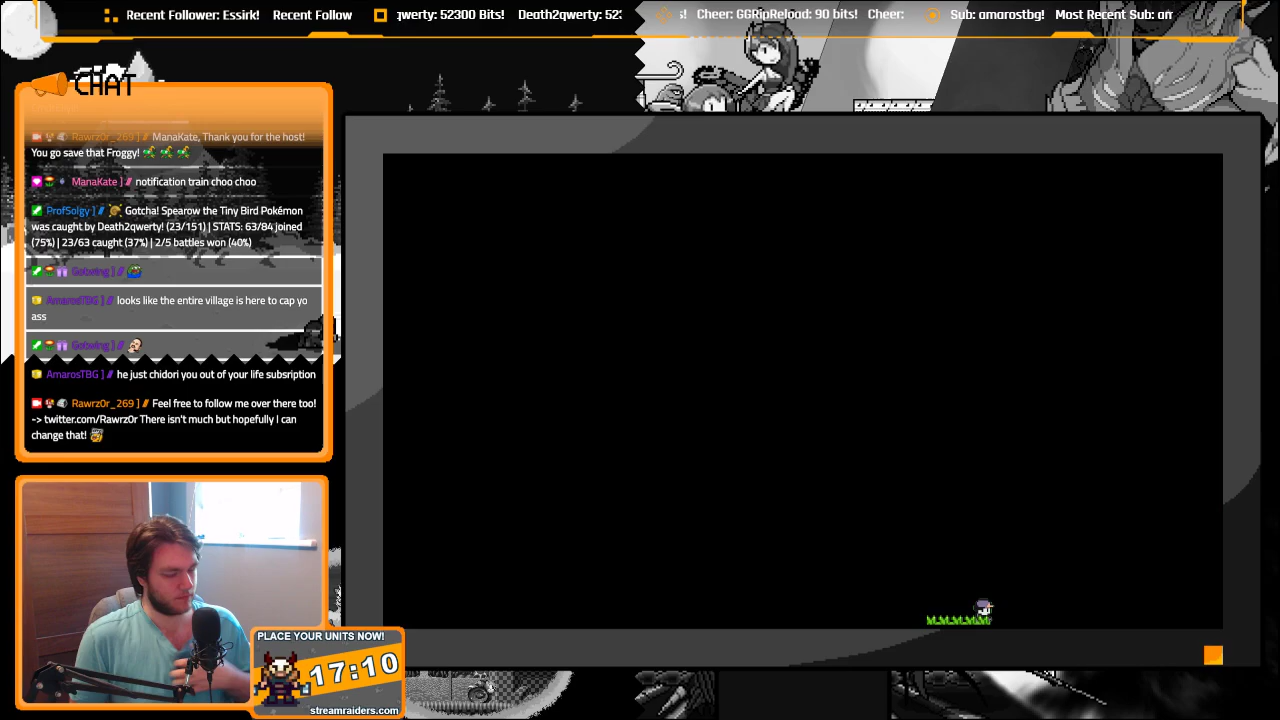 Recent Follower: Essirk! Recent Follow
qwerty: 52300 Bits! Death2qwerty: 52
s! Cheer: GGRipReload: 90 bits! Cheer:
Sub: amarostbg! Most Recent Sub: am
CHAT
Rawrz0r_269 ] // ManaKate, Thank you for the host!
You go save that Froggy!
ManaKate ] // notification train choo choo
ProfSolgy ] // Gotcha! Spearow the Tiny Bird Pokémon
was caught by Death2qwerty! (23/151) | STATS: 63/84 joined
(75%) | 23/63 caught (37%) | 2/5 battles won (40%)
Gobwing ] //
AmarosTBG ] // looks like the entire village is here to cap yo
ass
Gobwing ] //
AmarosTBG ] // he just chidori you out of your life subsription
Rawrz0r_269 ] // Feel free to follow me over there too!
-> twitter.com/Rawrz0r There isn't much but hopefully I can
change that!
PLACE YOUR UNITS NOW!
17:10
streamraiders.com